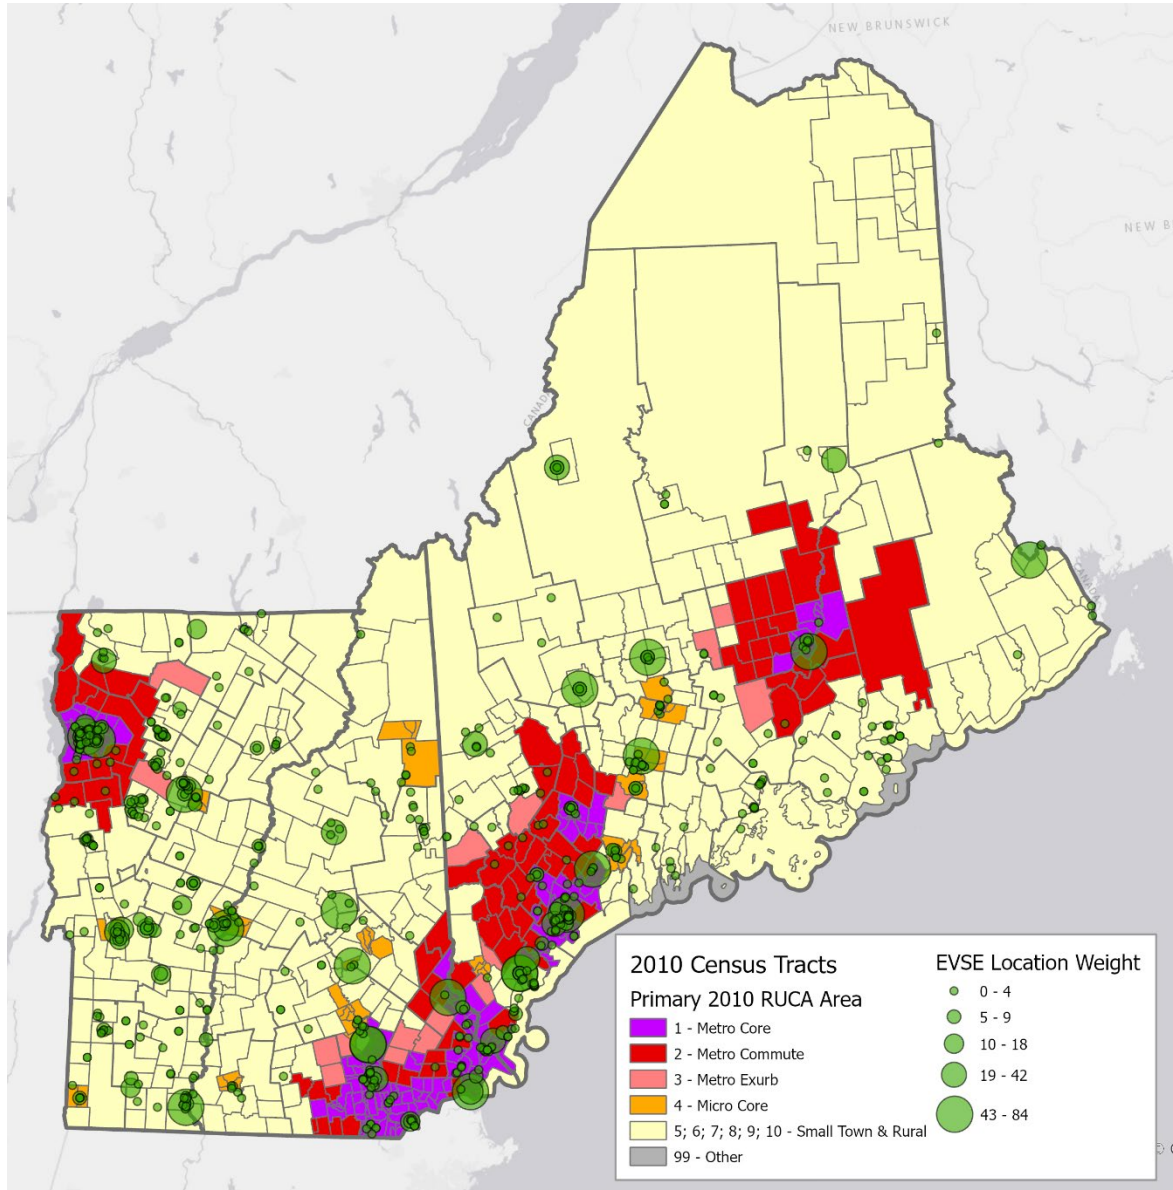 NEW BRUNSWICK
NEW B
CANADA
CANADA
2010 Census Tracts
Primary 2010 RUCA Area
1 - Metro Core
2 - Metro Commute
3 - Metro Exurb
4 - Micro Core
5; 6; 7; 8; 9; 10 - Small Town & Rural
99 - Other
EVSE Location Weight
0 - 4
5 - 9
10 - 18
19 - 42
43 - 84